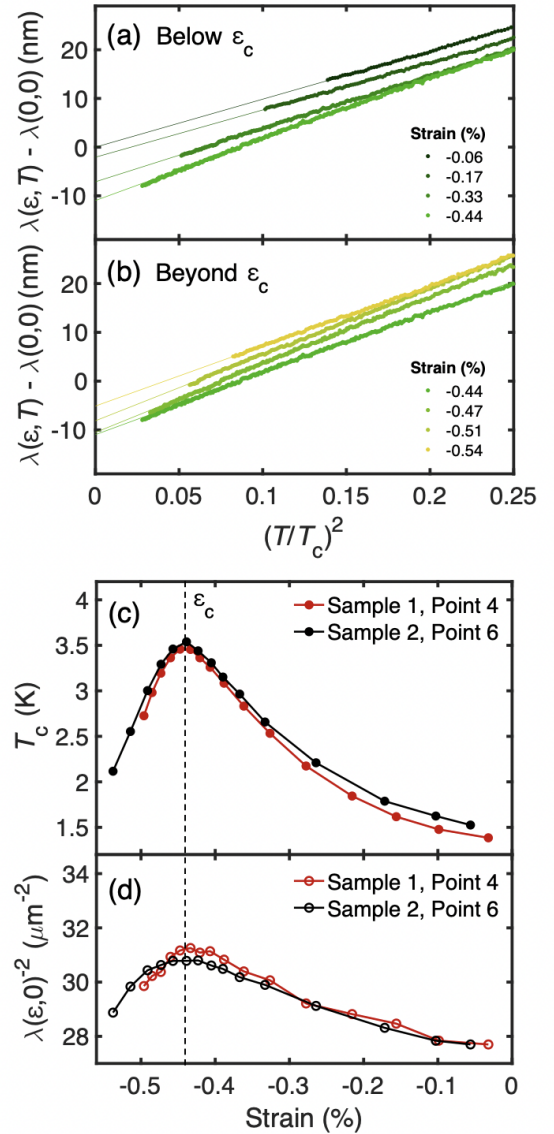 (a) Below εc
λ(ε,T) - λ(0,0) (nm)
20
10
0
-10
Strain (%)
-0.06
-0.17
-0.33
-0.44
(b) Beyond εc
λ(ε,T) - λ(0,0) (nm)
20
10
0
-10
Strain (%)
-0.44
-0.47
-0.51
-0.54
0 0.05 0.1 0.15 0.2 0.25
(T/Tc)²
(c)
εc
Sample 1, Point 4
Sample 2, Point 6
Tc (K)
3.5
3
2.5
2
1.5
(d)
Sample 1, Point 4
Sample 2, Point 6
λ(ε,0)⁻² (μm⁻²)
34
32
30
28
-0.5 -0.4 -0.3 -0.2 -0.1 0
Strain (%)